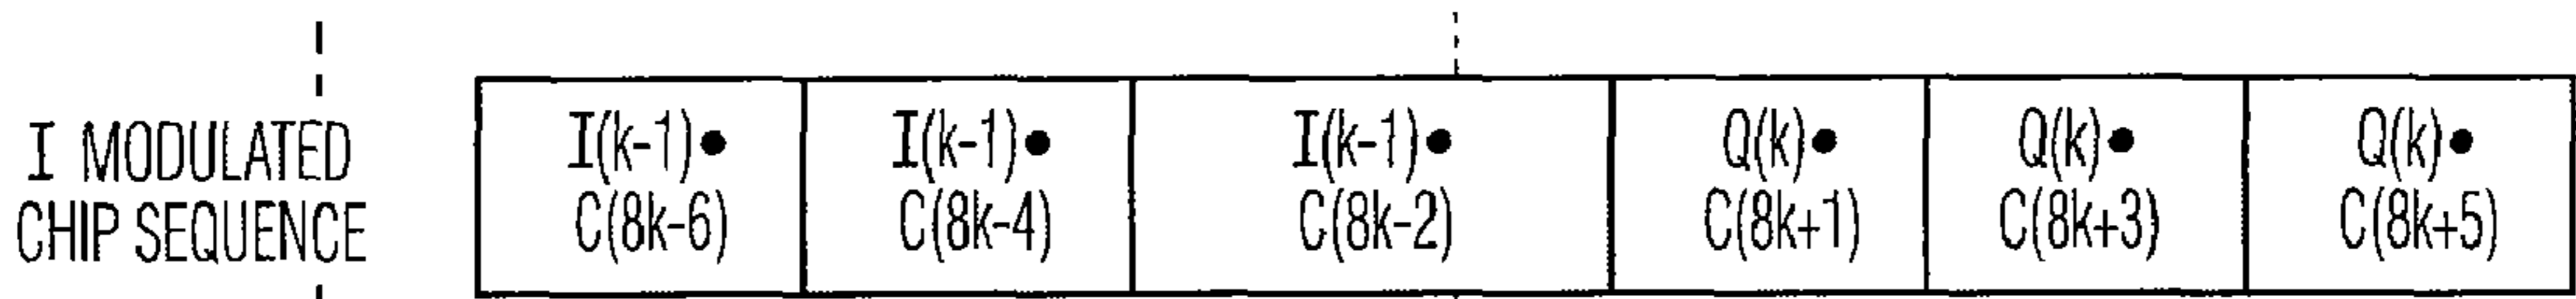 I MODULATED
CHIP SEQUENCE
I(k-1)•
C(8k-6)
I(k-1)•
C(8k-4)
I(k-1)•
C(8k-2)
Q(k)•
C(8k+1)
Q(k)•
C(8k+3)
Q(k)•
C(8k+5)